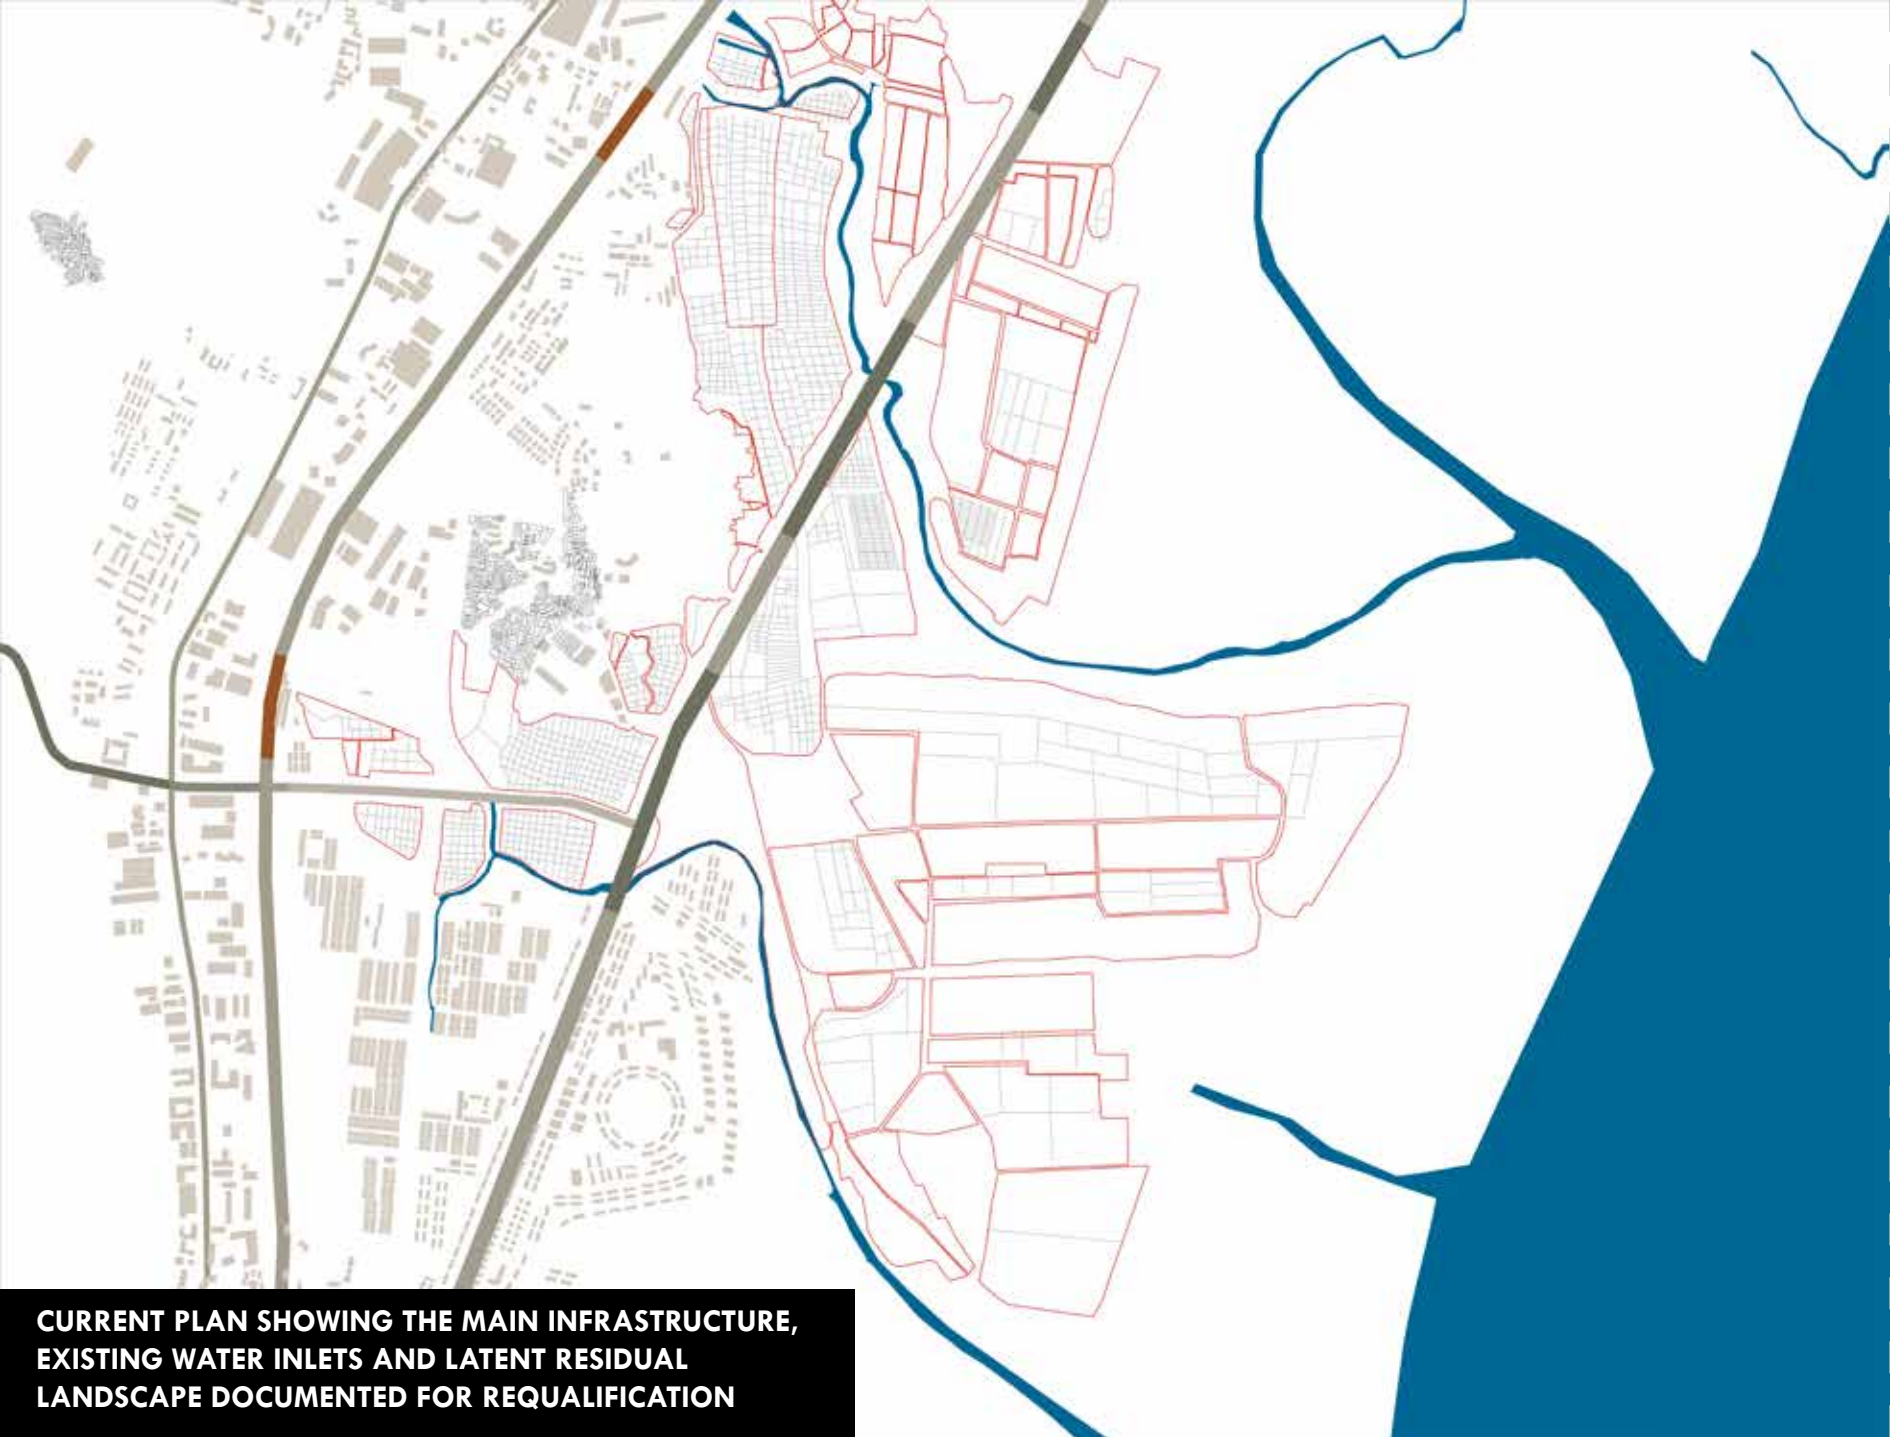 CURRENT PLAN SHOWING THE MAIN INFRASTRUCTURE,
EXISTING WATER INLETS AND LATENT RESIDUAL
LANDSCAPE DOCUMENTED FOR REQUALIFICATION